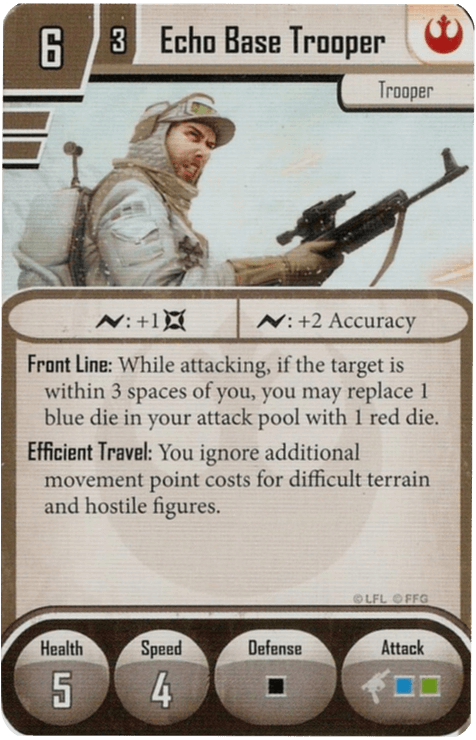 6
3
Echo Base Trooper
Trooper
: +1
: +2 Accuracy
Front Line: While attacking, if the target is
within 3 spaces of you, you may replace 1
blue die in your attack pool with 1 red die.
Efficient Travel: You ignore additional
movement point costs for difficult terrain
and hostile figures.
© LFL © FFG
Health
Speed
Defense
Attack
5
4